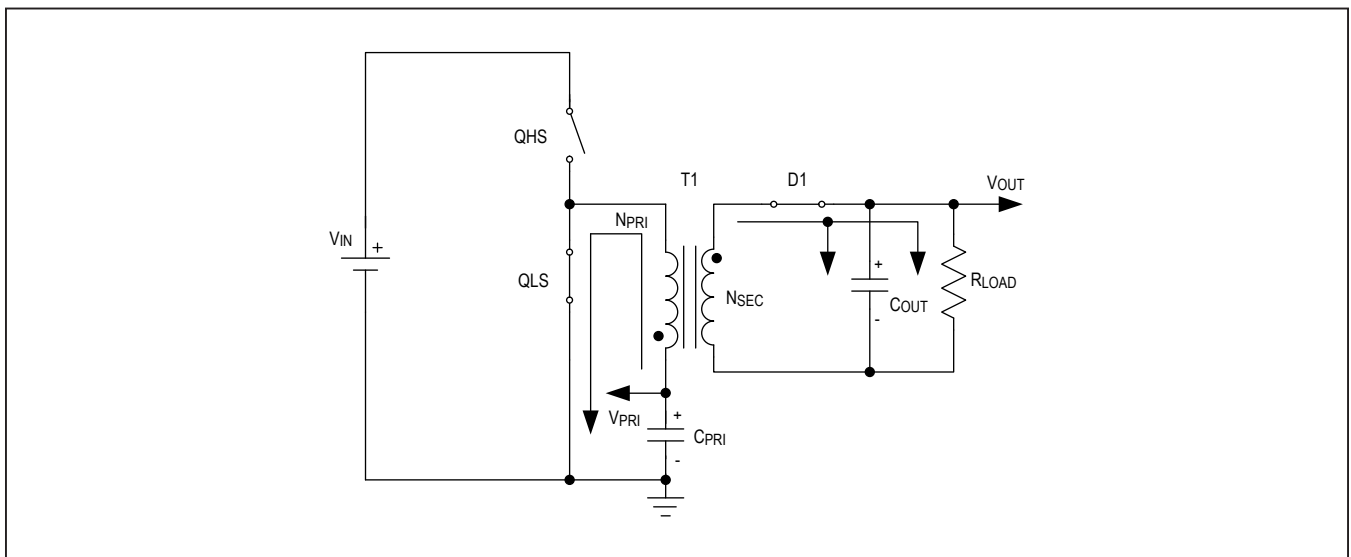 QHS
T1
D1
VOUT
NPRI
VIN
+
QLS
NSEC
+
COUT
-
RLOAD
VPRI
+
CPRI
-